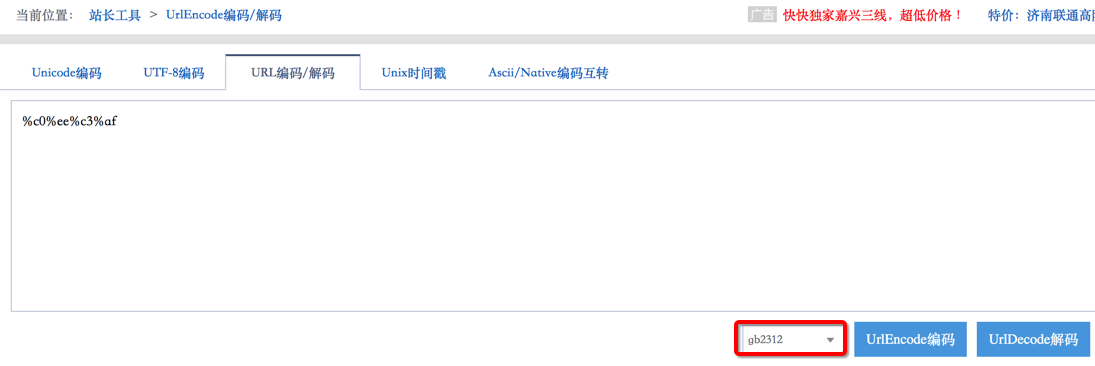 当前位置： 站长工具 > UrlEncode编码/解码 广告 快快独家嘉兴三线，超低价格！ 特价：济南联通高
Unicode编码 UTF-8编码 URL编码/解码 Unix时间戳 Ascii/Native编码互转
%c0%ee%c3%af
gb2312 UrlEncode编码 UrlDecode解码